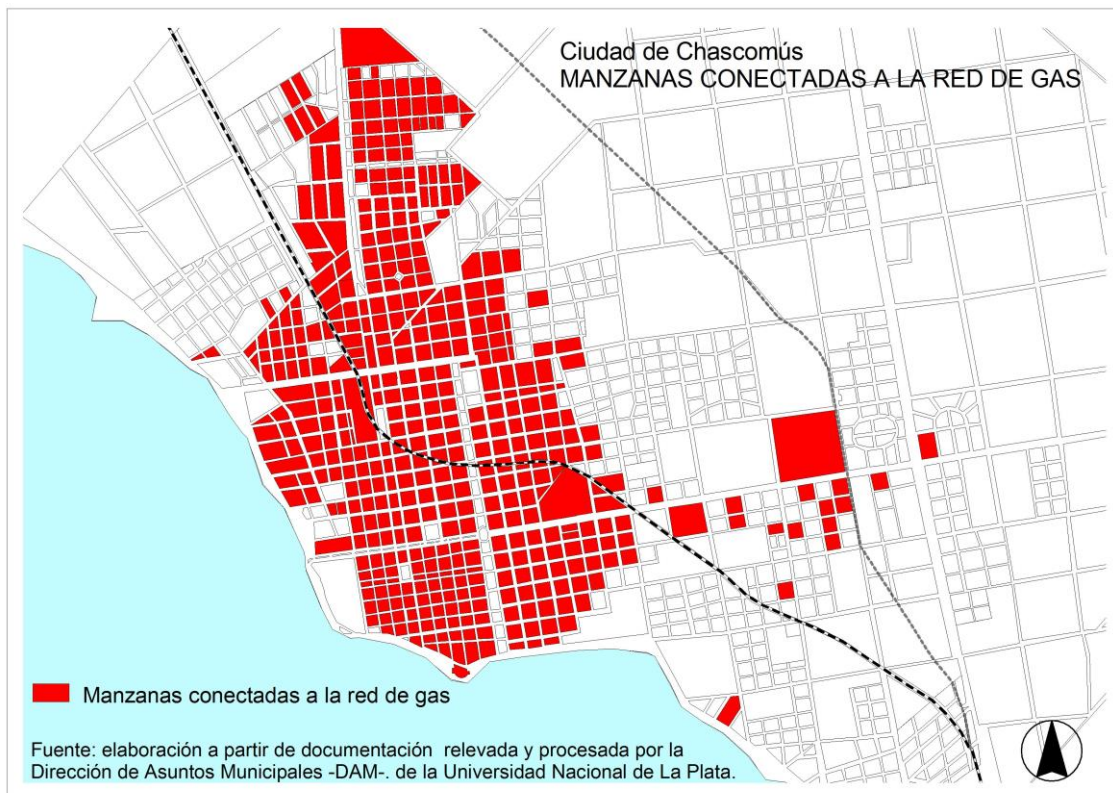 Ciudad de Chascomús
MANZANAS CONECTADAS A LA RED DE GAS
Manzanas conectadas a la red de gas
Fuente: elaboración a partir de documentación relevada y procesada por la
Dirección de Asuntos Municipales -DAM-. de la Universidad Nacional de La Plata.